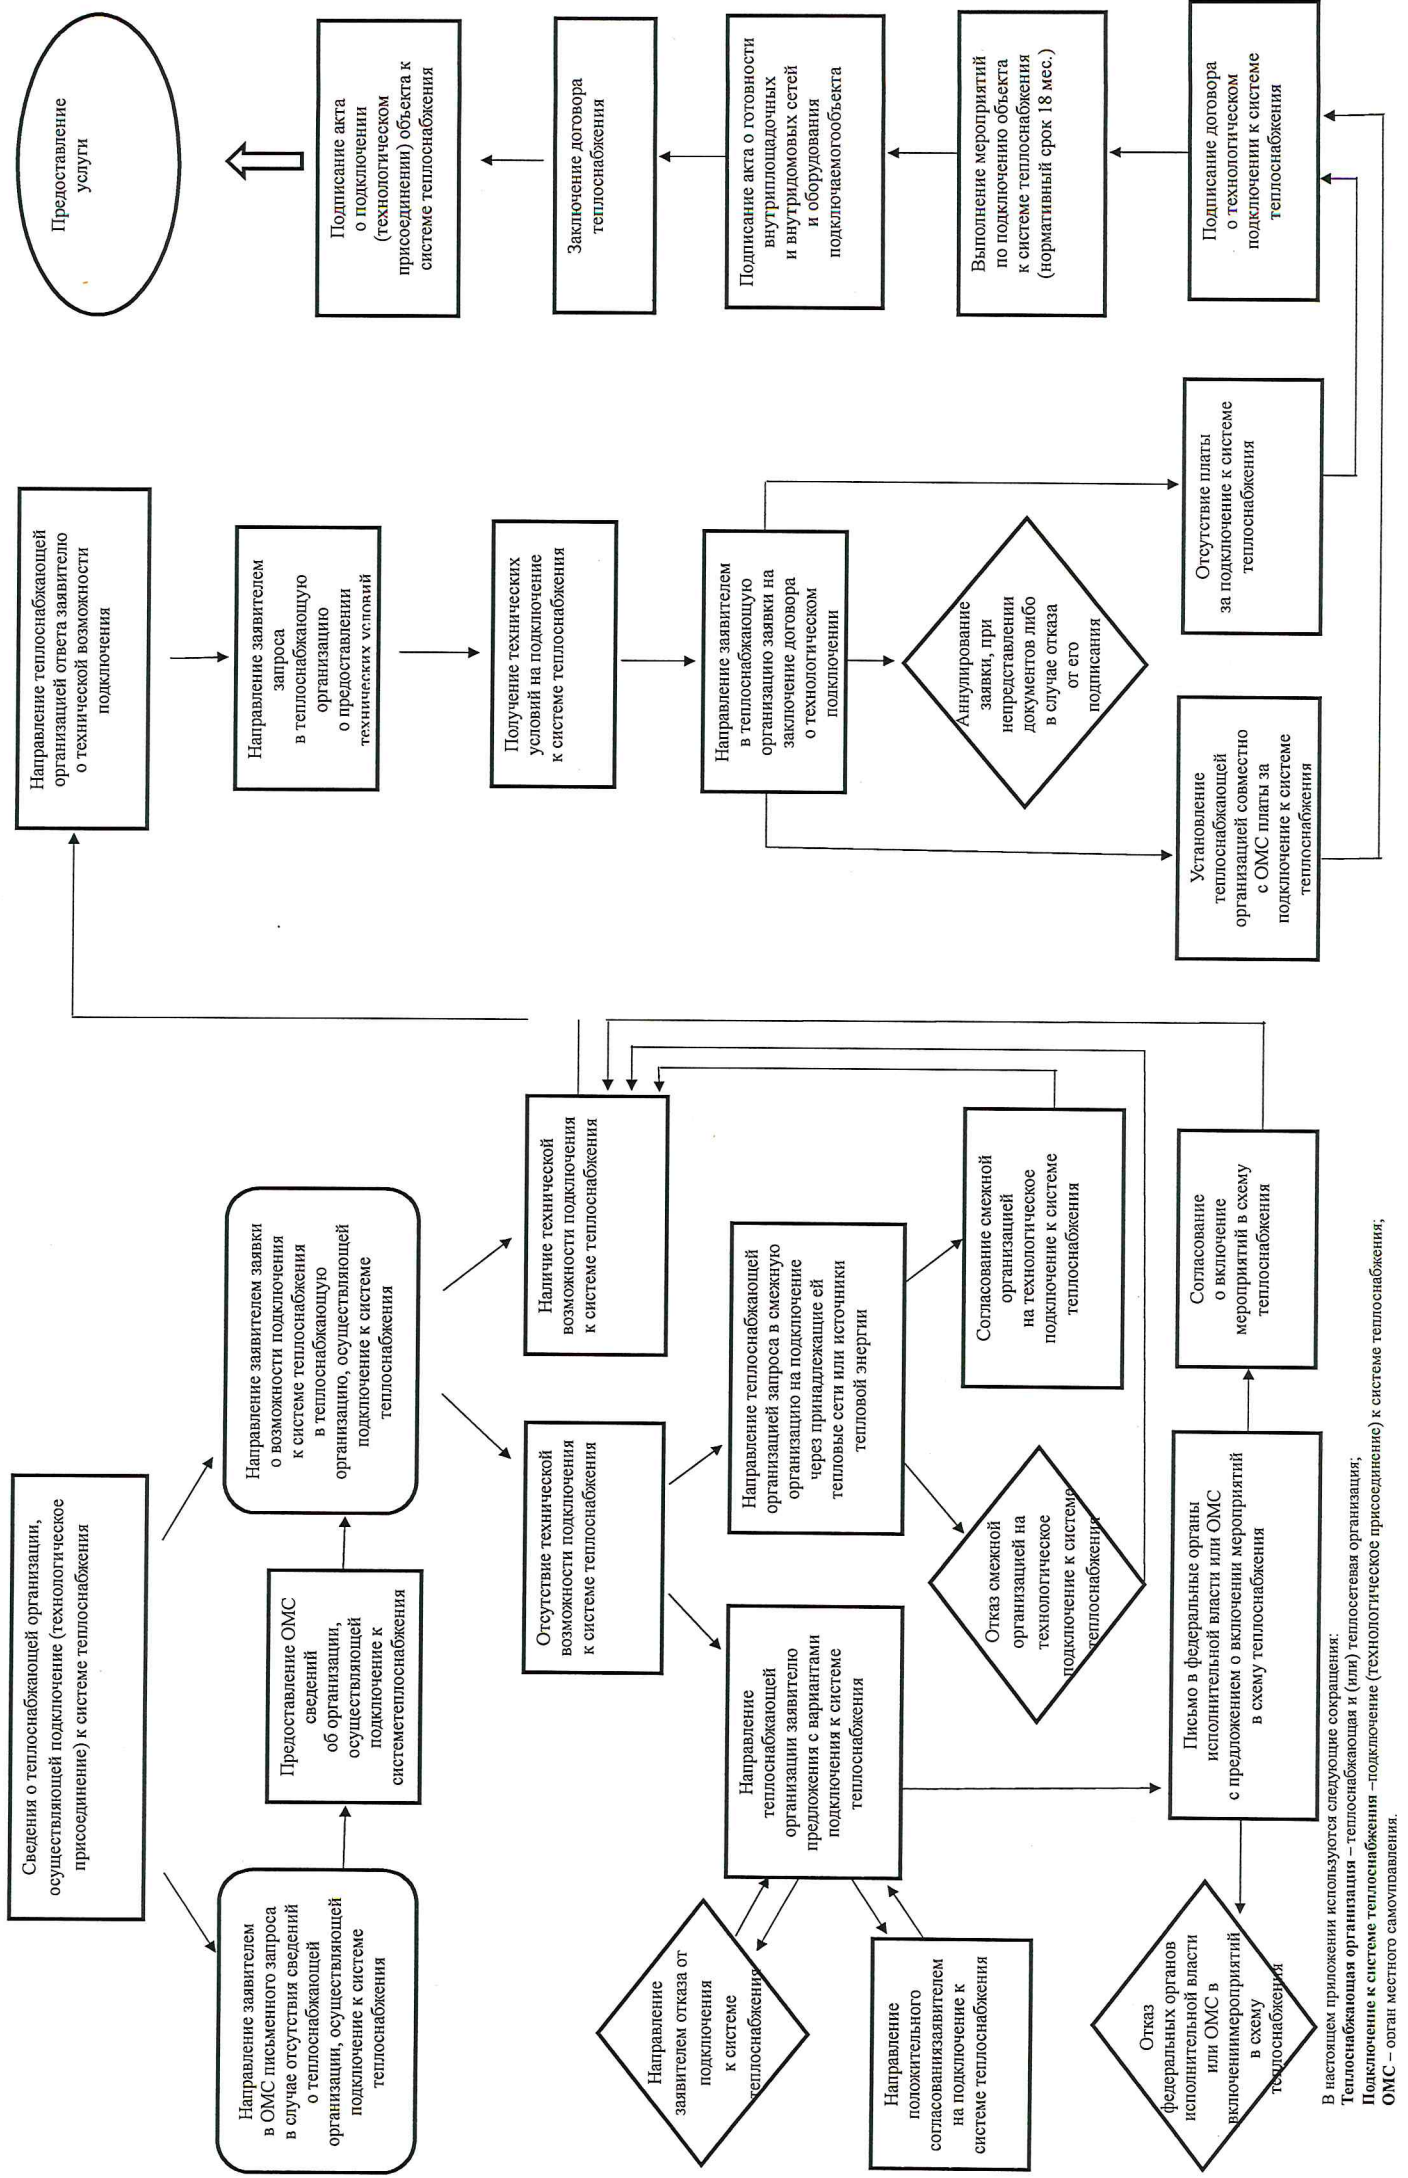 Сведения о теплоснабжающей организации,
осуществляющей подключение (технологическое
присоединение) к системе теплоснабжения
Направление заявителем
в ОМС письменного запроса
в случае отсутствия сведений
о теплоснабжающей
организации, осуществляющей
подключение к системе
теплоснабжения
Предоставление ОМС
сведений
об организации,
осуществляющей
подключение к
системетеплоснабжения
Направление заявителем заявки
о возможности подключения
к системе теплоснабжения
в теплоснабжающую
организацию, осуществляющей
подключение к системе
теплоснабжения
Отсутствие технической
возможности подключения
к системе теплоснабжения
Наличие технической
возможности подключения
к системе теплоснабжения
Направление
заявителем отказа от
подключения
к системе
теплоснабжения
Направление
теплоснабжающей
организации заявителю
предложения с вариантами
подключения к системе
теплоснабжения
Направление теплоснабжающей
организацией запроса в смежную
организацию на подключение
через принадлежащие ей
тепловые сети или источники
тепловой энергии
Направление
положительного
согласованиязаявителем
на подключение к
системе теплоснабжения
Отказ смежной
организацией на
технологическое
подключение к системе
теплоснабжения
Согласование смежной
организацией
на технологическое
подключение к системе
теплоснабжения
Отказ
федеральных органов
исполнительной власти
или ОМС в
включениимероприятий
в схему
теплоснабжения
Письмо в федеральные органы
исполнительной власти или ОМС
с предложением о включении мероприятий
в схему теплоснабжения
Согласование
о включение
мероприятий в схему
теплоснабжения
Направление теплоснабжающей
организацией ответа заявителю
о технической возможности
подключения
Направление заявителем
запроса
в теплоснабжающую
организацию
о предоставлении
технических условий
Получение технических
условий на подключение
к системе теплоснабжения
Направление заявителем
в теплоснабжающую
организацию заявки на
заключение договора
о технологическом
подключении
Аннулирование
заявки, при
непредставлении
документов либо
в случае отказа
от его
подписания
Установление
теплоснабжающей
организацией совместно
с ОМС платы за
подключение к системе
теплоснабжения
Отсутствие платы
за подключение к системе
теплоснабжения
Предоставление
услуги
Подписание акта
о подключении
(технологическом
присоединении) объекта к
системе теплоснабжения
Заключение договора
теплоснабжения
Подписание акта о готовности
внутриплощадочных
и внутридомовых сетей
и оборудования
подключаемогообъекта
Выполнение мероприятий
по подключению объекта
к системе теплоснабжения
(нормативный срок 18 мес.)
Подписание договора
о технологическом
подключении к системе
теплоснабжения
В настоящем приложении используются следующие сокращения:
Теплоснабжающая организация – теплоснабжающая и (или) теплосетевая организация;
Подключение к системе теплоснабжения –подключение (технологическое присоединение) к системе теплоснабжения;
ОМС – орган местного самоуправления.